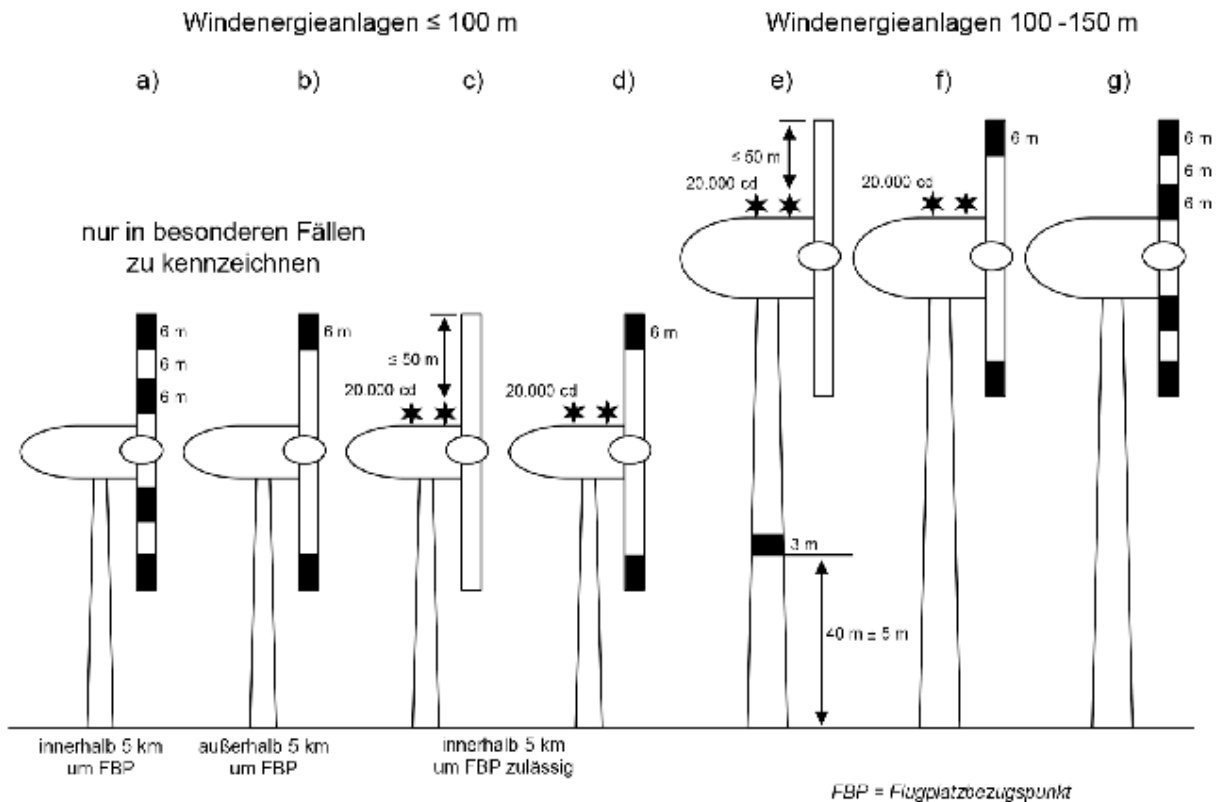 Windenergieanlagen ≤ 100 m
Windenergieanlagen 100 -150 m
a)
b)
c)
d)
e)
f)
g)
≤ 50 m
20.000 cd
20.000 cd
6 m
6 m
6 m
6 m
nur in besonderen Fällen
zu kennzeichnen
6 m
6 m
6 m
6 m
≤ 50 m
20.000 cd
20.000 cd
6 m
3 m
40 m ± 5 m
innerhalb 5 km
um FBP
außerhalb 5 km
um FBP
innerhalb 5 km
um FBP zulässig
FBP = Flugplatzbezugspunkt